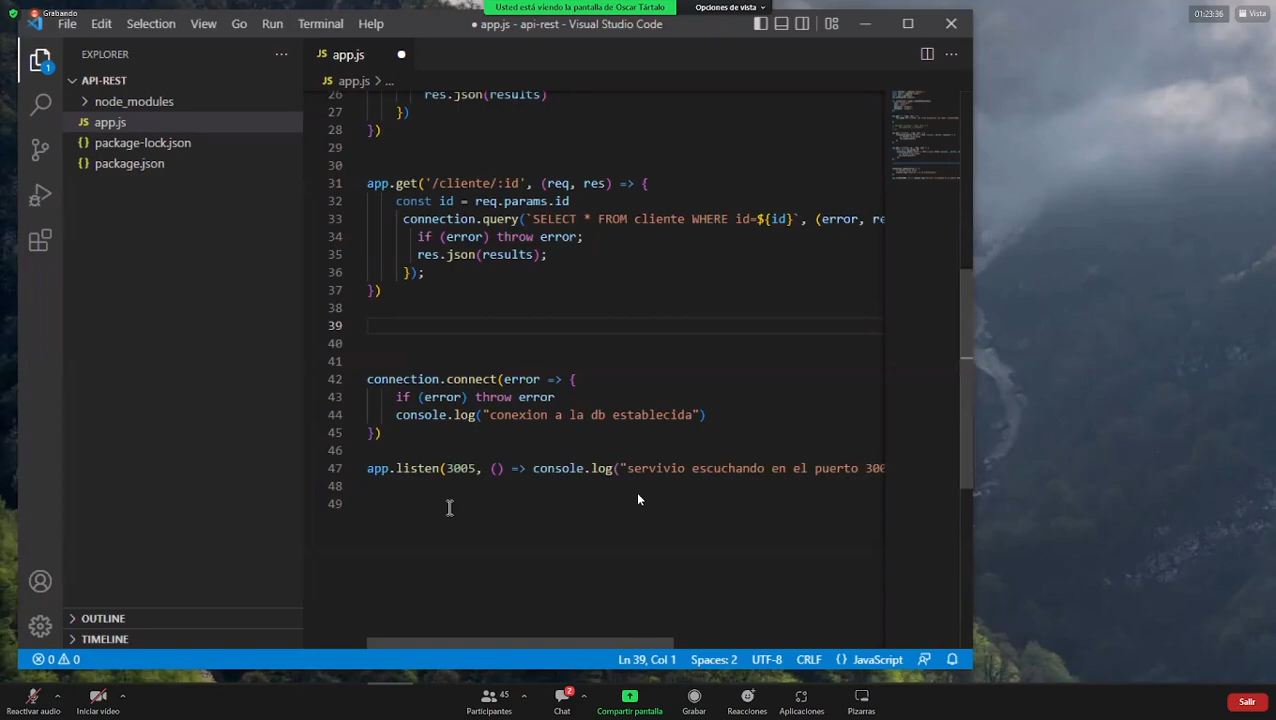 Grabando
Usted está viendo la pantalla de Oscar Tártalo
Opciones de vista
01:23:36
Vista
File Edit Selection View Go Run Terminal Help
● app.js - api-rest - Visual Studio Code
EXPLORER
API-REST
node_modules
JS app.js
{} package-lock.json
{} package.json
OUTLINE
TIMELINE
1
JS app.js
JS app.js > ...
26 res.json(results)
27 })
28 })
29
30
31 app.get('/cliente/:id', (req, res) => {
32 const id = req.params.id
33 connection.query(`SELECT * FROM cliente WHERE id=${id}`, (error, re
34 if (error) throw error;
35 res.json(results);
36 });
37 })
38
39
40
41
42 connection.connect(error => {
43 if (error) throw error
44 console.log("conexion a la db establecida")
45 })
46
47 app.listen(3005, () => console.log("servivio escuchando en el puerto 300
48
49
0 0
Ln 39, Col 1 Spaces: 2 UTF-8 CRLF {} JavaScript
Reactivar audio
Iniciar video
45
Participantes
2
Chat
Compartir pantalla
Grabar
Reacciones
Aplicaciones
Pizarras
Salir